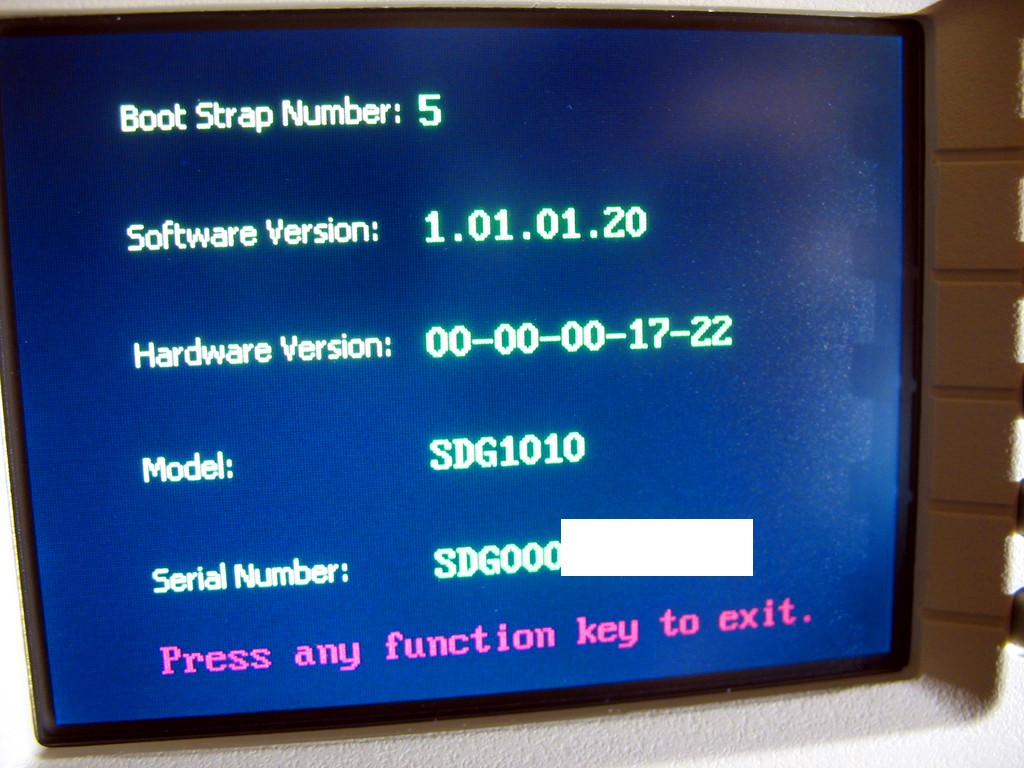 Boot Strap Number: 5
Software Version: 1.01.01.20
Hardware Version: 00-00-00-17-22
Model: SDG1010
Serial Number: SDG000
Press any function key to exit.